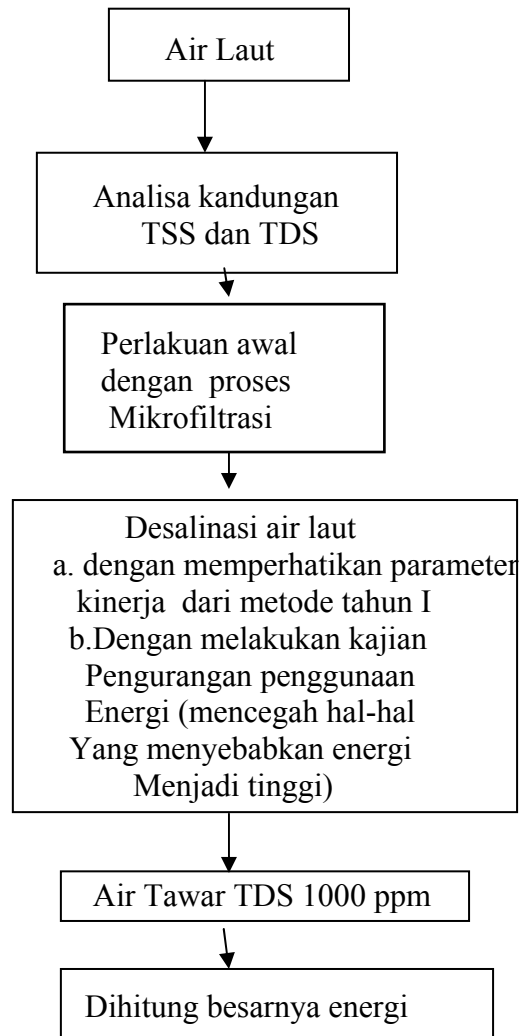 Air Laut
Analisa kandungan
TSS dan TDS
Perlakuan awal
dengan proses
Mikrofiltrasi
Desalinasi air laut
a. dengan memperhatikan parameter
kinerja dari metode tahun I
b.Dengan melakukan kajian
Pengurangan penggunaan
Energi (mencegah hal-hal
Yang menyebabkan energi
Menjadi tinggi)
Air Tawar TDS 1000 ppm
Dihitung besarnya energi